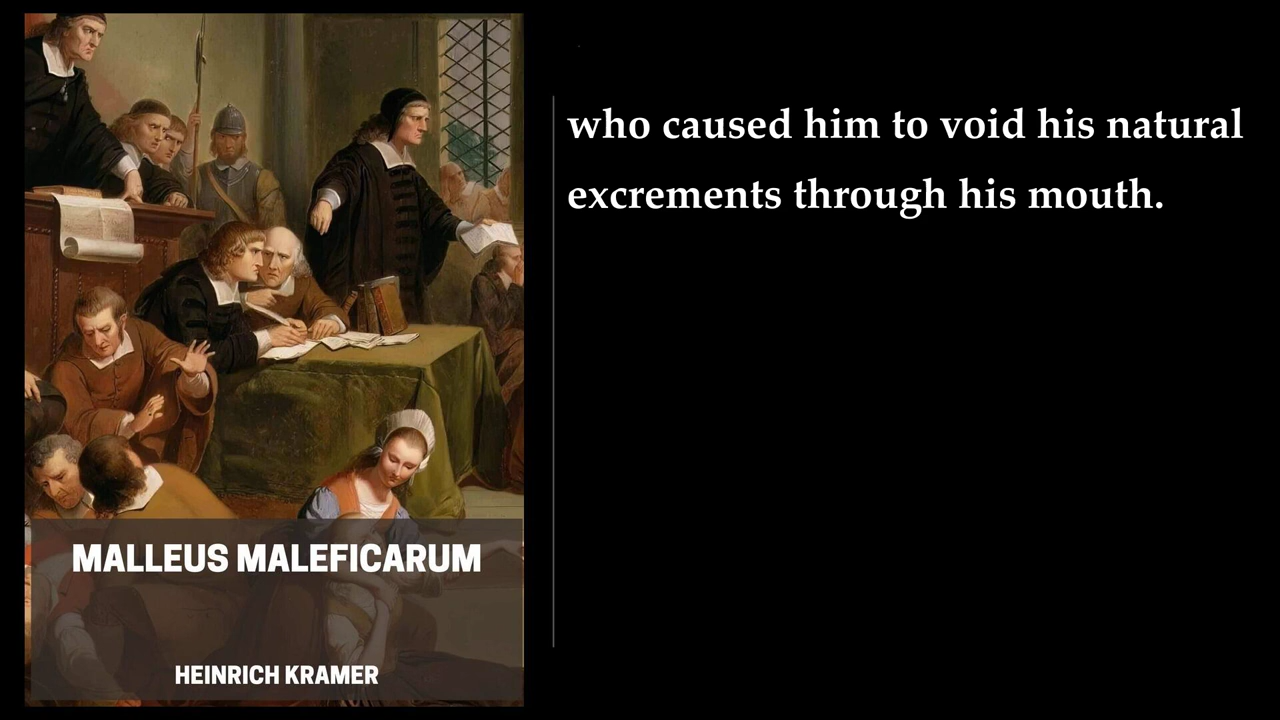 who caused him to void his natural
excrements through his mouth.
MALLEUS MALEFICARUM
HEINRICH KRAMER